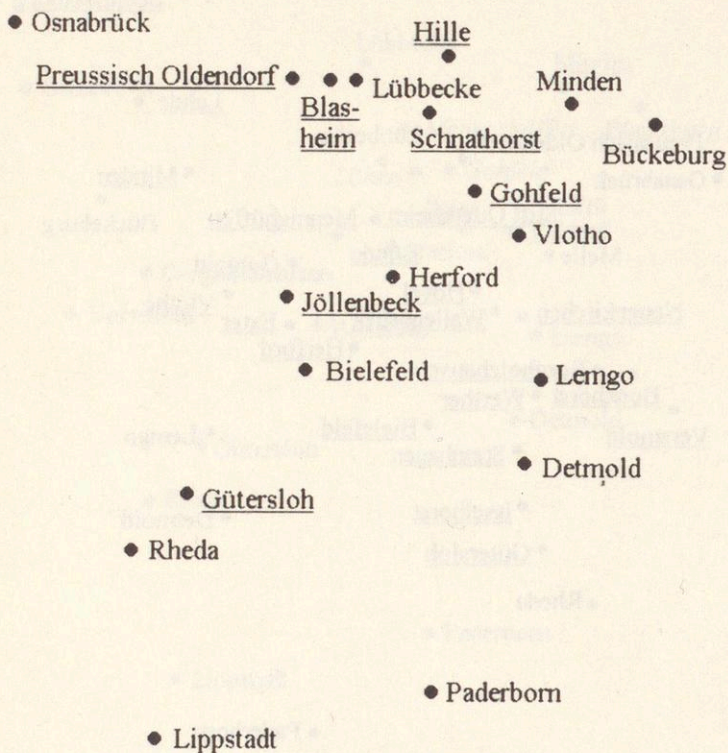 Osnabrück
Hille
Preussisch Oldendorf
Lübbecke
Minden
Blas-
heim
Schnathorst
Bückeburg
Gohfeld
Vlotho
Herford
Jöllenbeck
Bielefeld
Lemgo
Detmold
Gütersloh
Rheda
Paderborn
Lippstadt